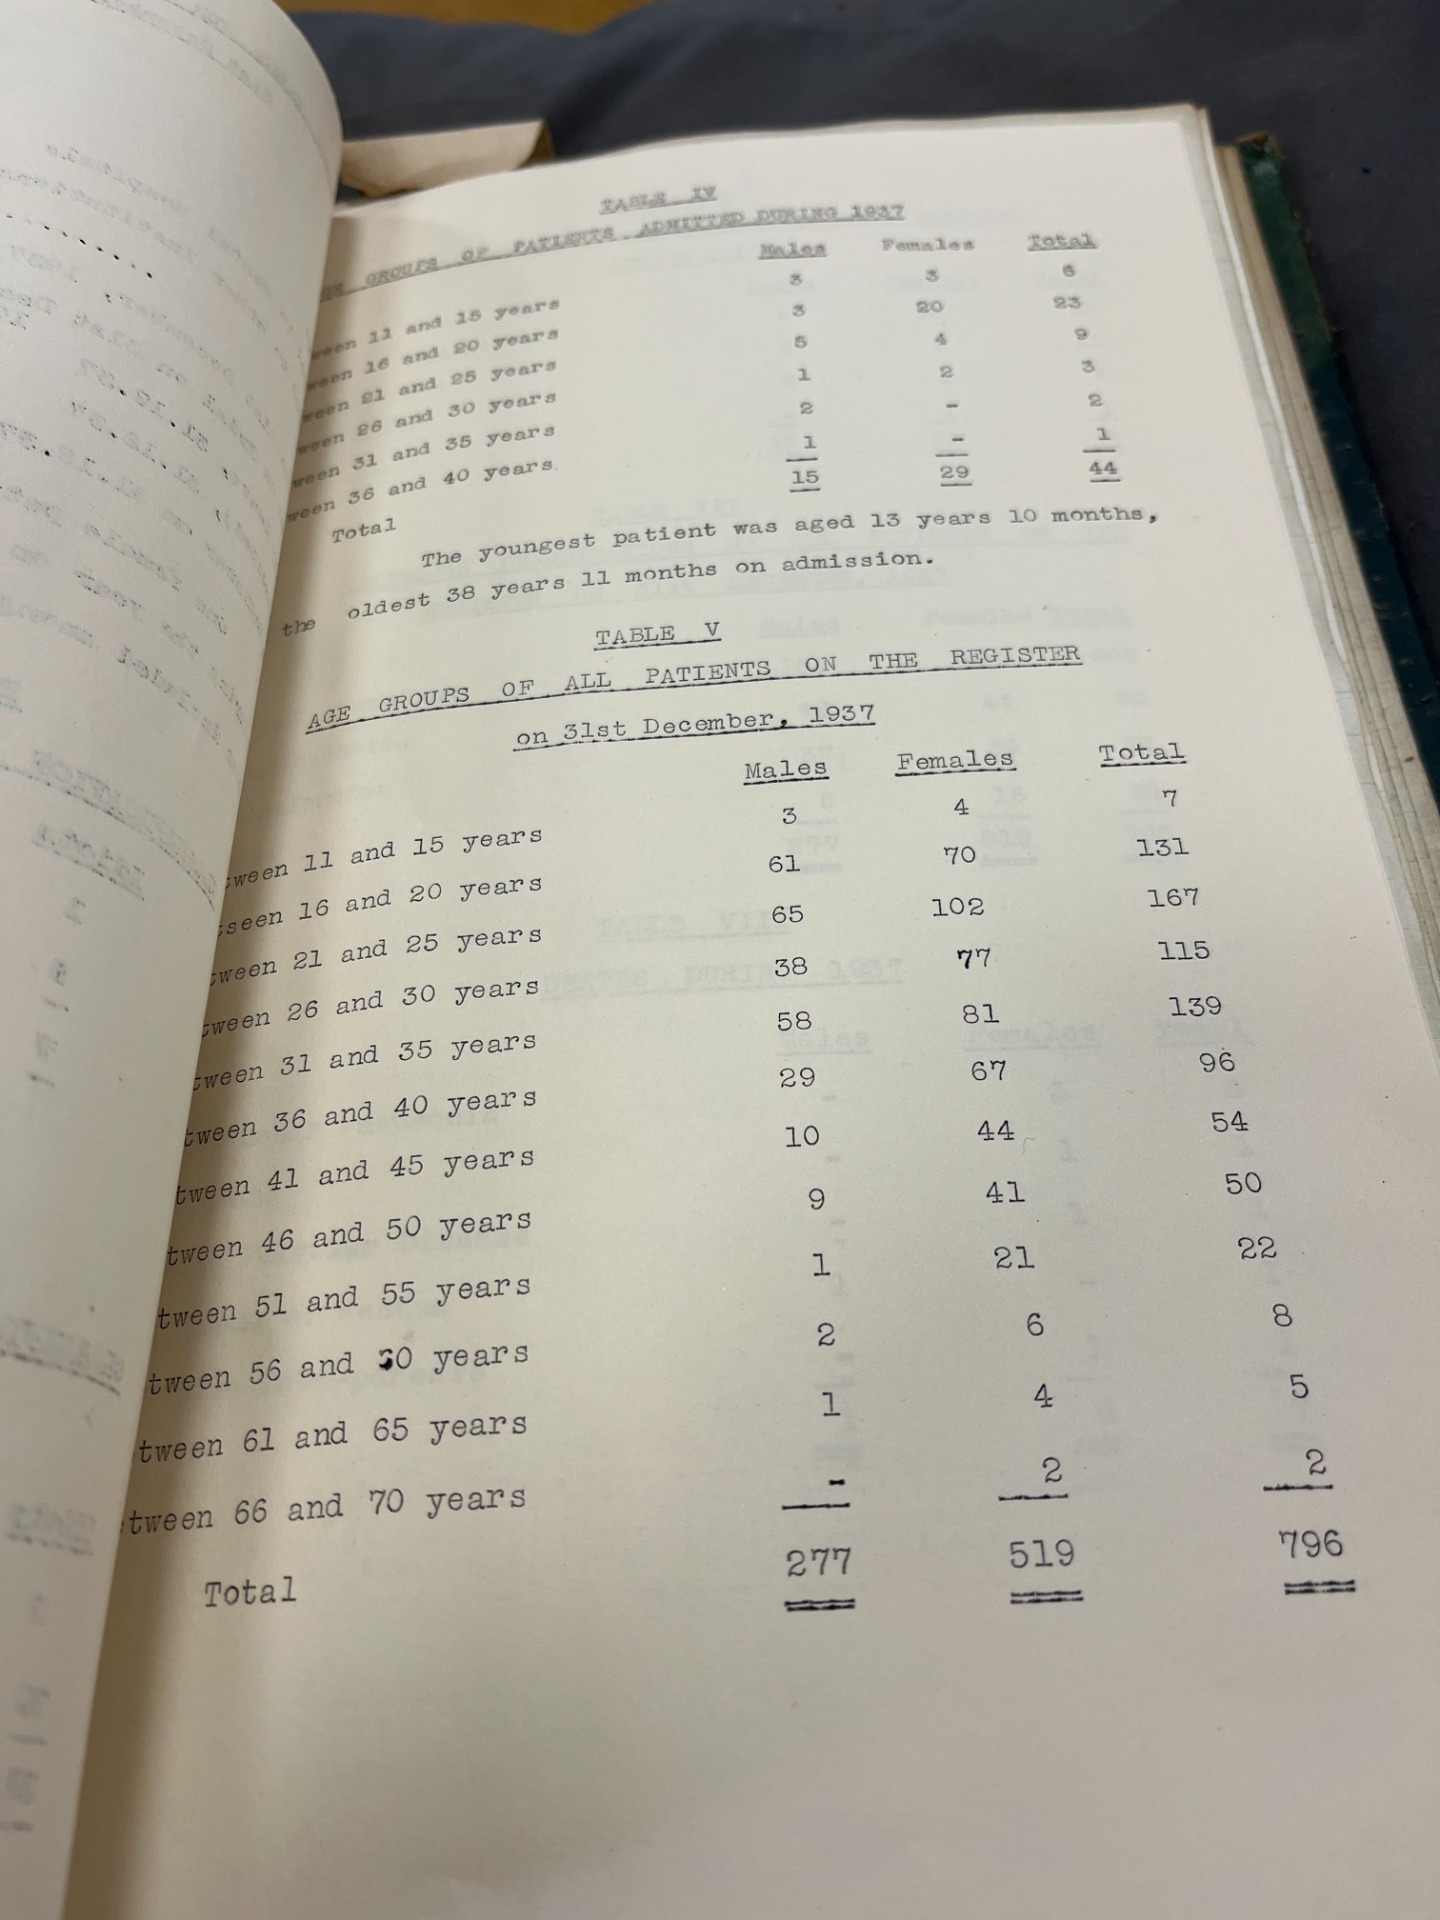 TABLE IV
GROUPS OF PATIENTS ADMITTED DURING 1937
Males Females Total
ween 11 and 15 years 3 3 6
ween 16 and 20 years 3 20 23
ween 21 and 25 years 5 4 9
ween 26 and 30 years 1 2 3
ween 31 and 35 years 2 - 2
ween 36 and 40 years 1 - 1
Total 15 29 44
The youngest patient was aged 13 years 10 months,
the oldest 38 years 11 months on admission.
TABLE V
AGE GROUPS OF ALL PATIENTS ON THE REGISTER
on 31st December, 1937
Males Females Total
tween 11 and 15 years 3 4 7
tseen 16 and 20 years 61 70 131
tween 21 and 25 years 65 102 167
tween 26 and 30 years 38 77 115
tween 31 and 35 years 58 81 139
tween 36 and 40 years 29 67 96
tween 41 and 45 years 10 44 54
tween 46 and 50 years 9 41 50
tween 51 and 55 years 1 21 22
tween 56 and 60 years 2 6 8
tween 61 and 65 years 1 4 5
tween 66 and 70 years - 2 2
Total 277 519 796